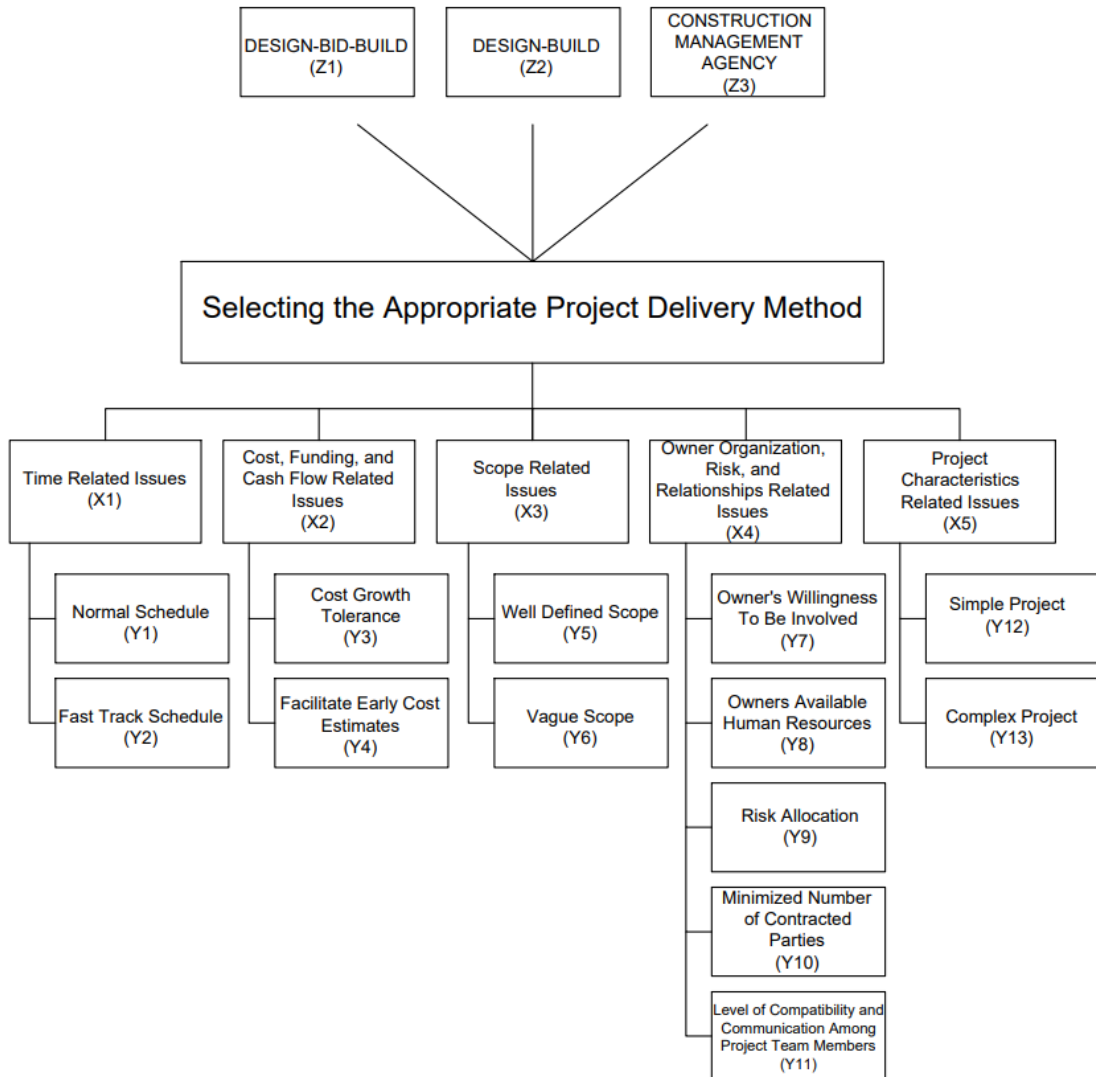 DESIGN-BID-BUILD
(Z1)
DESIGN-BUILD
(Z2)
CONSTRUCTION
MANAGEMENT
AGENCY
(Z3)
Selecting the Appropriate Project Delivery Method
Time Related Issues
(X1)
Normal Schedule
(Y1)
Fast Track Schedule
(Y2)
Cost, Funding, and
Cash Flow Related
Issues
(X2)
Cost Growth
Tolerance
(Y3)
Facilitate Early Cost
Estimates
(Y4)
Scope Related
Issues
(X3)
Well Defined Scope
(Y5)
Vague Scope
(Y6)
Owner Organization,
Risk, and
Relationships Related
Issues
(X4)
Owner's Willingness
To Be Involved
(Y7)
Owners Available
Human Resources
(Y8)
Risk Allocation
(Y9)
Minimized Number
of Contracted
Parties
(Y10)
Level of Compatibility and
Communication Among
Project Team Members
(Y11)
Project
Characteristics
Related Issues
(X5)
Simple Project
(Y12)
Complex Project
(Y13)